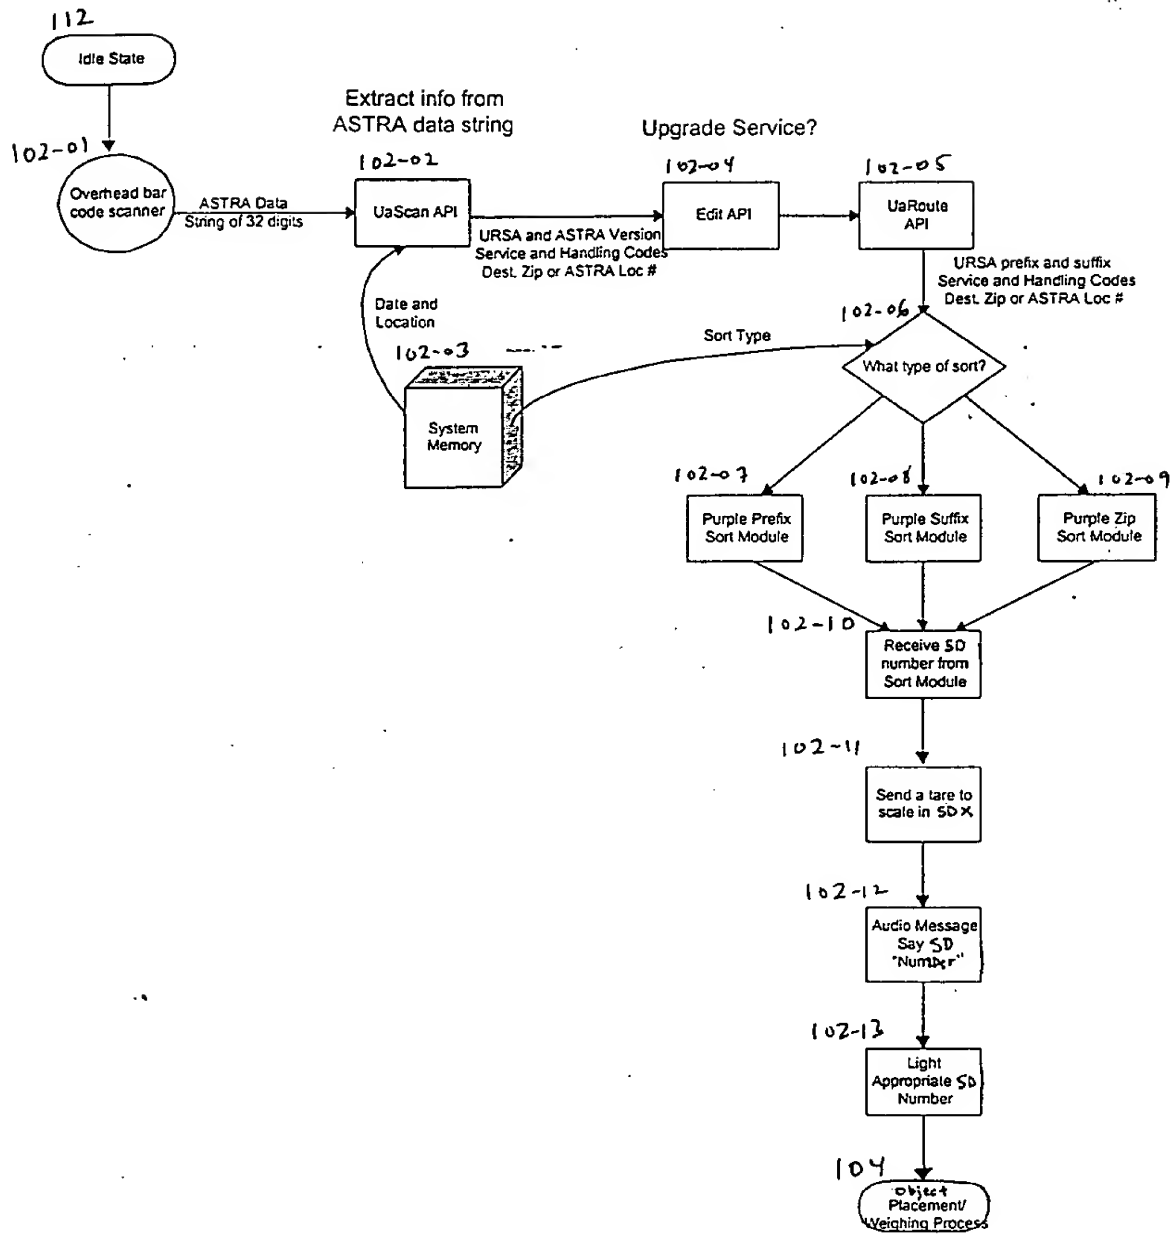 112
Idle State
Extract info from
ASTRA data string
Upgrade Service?
102-01
102-02
102-04
102-05
Overhead bar
code scanner
ASTRA Data
String of 32 digits
UaScan API
URSA and ASTRA Version
Service and Handling Codes
Dest. Zip or ASTRA Loc #
Edit API
UaRoute
API
URSA prefix and suffix
Service and Handling Codes
Dest. Zip or ASTRA Loc #
Date and
Location
102-03
System
Memory
Sort Type
102-06
What type of sort?
102-07
102-08
102-09
Purple Prefix
Sort Module
Purple Suffix
Sort Module
Purple Zip
Sort Module
102-10
Receive SD
number from
Sort Module
102-11
Send a tare to
scale in SDX
102-12
Audio Message
Say SD
"Number"
102-13
Light
Appropriate SD
Number
104
Object
Placement/
Weighing Process